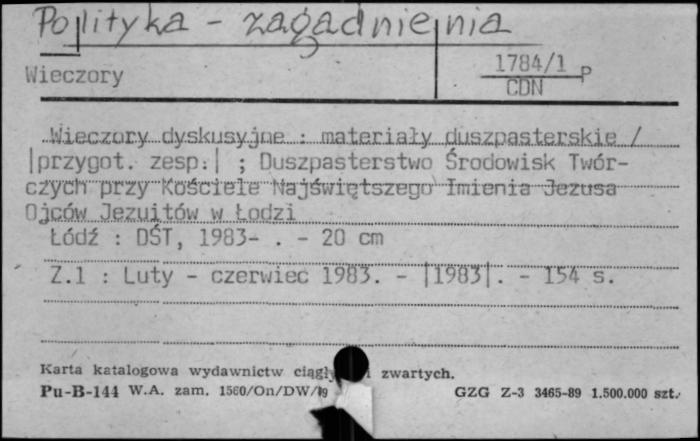 Polityka - zagadnienia
Wieczory
1784/1 p
CDN
Wieczory dyskusyjne : materiały duszpasterskie /
|przygot. zesp.| ; Duszpasterstwo Środowisk Twór-
czych przy Kościele Najświętszego Imienia Jezusa
Ojców Jezuitów w Łodzi
Łódź : DŚT, 1983- . - 20 cm
Z.1 : Luty - czerwiec 1983. - |1983|. - 154 s.
Karta katalogowa wydawnictw i zwartych.
Pu-B-144 W.A. zam. 1560/On/DW/89 GZG Z-3 3465-89 1.500.000 szt.